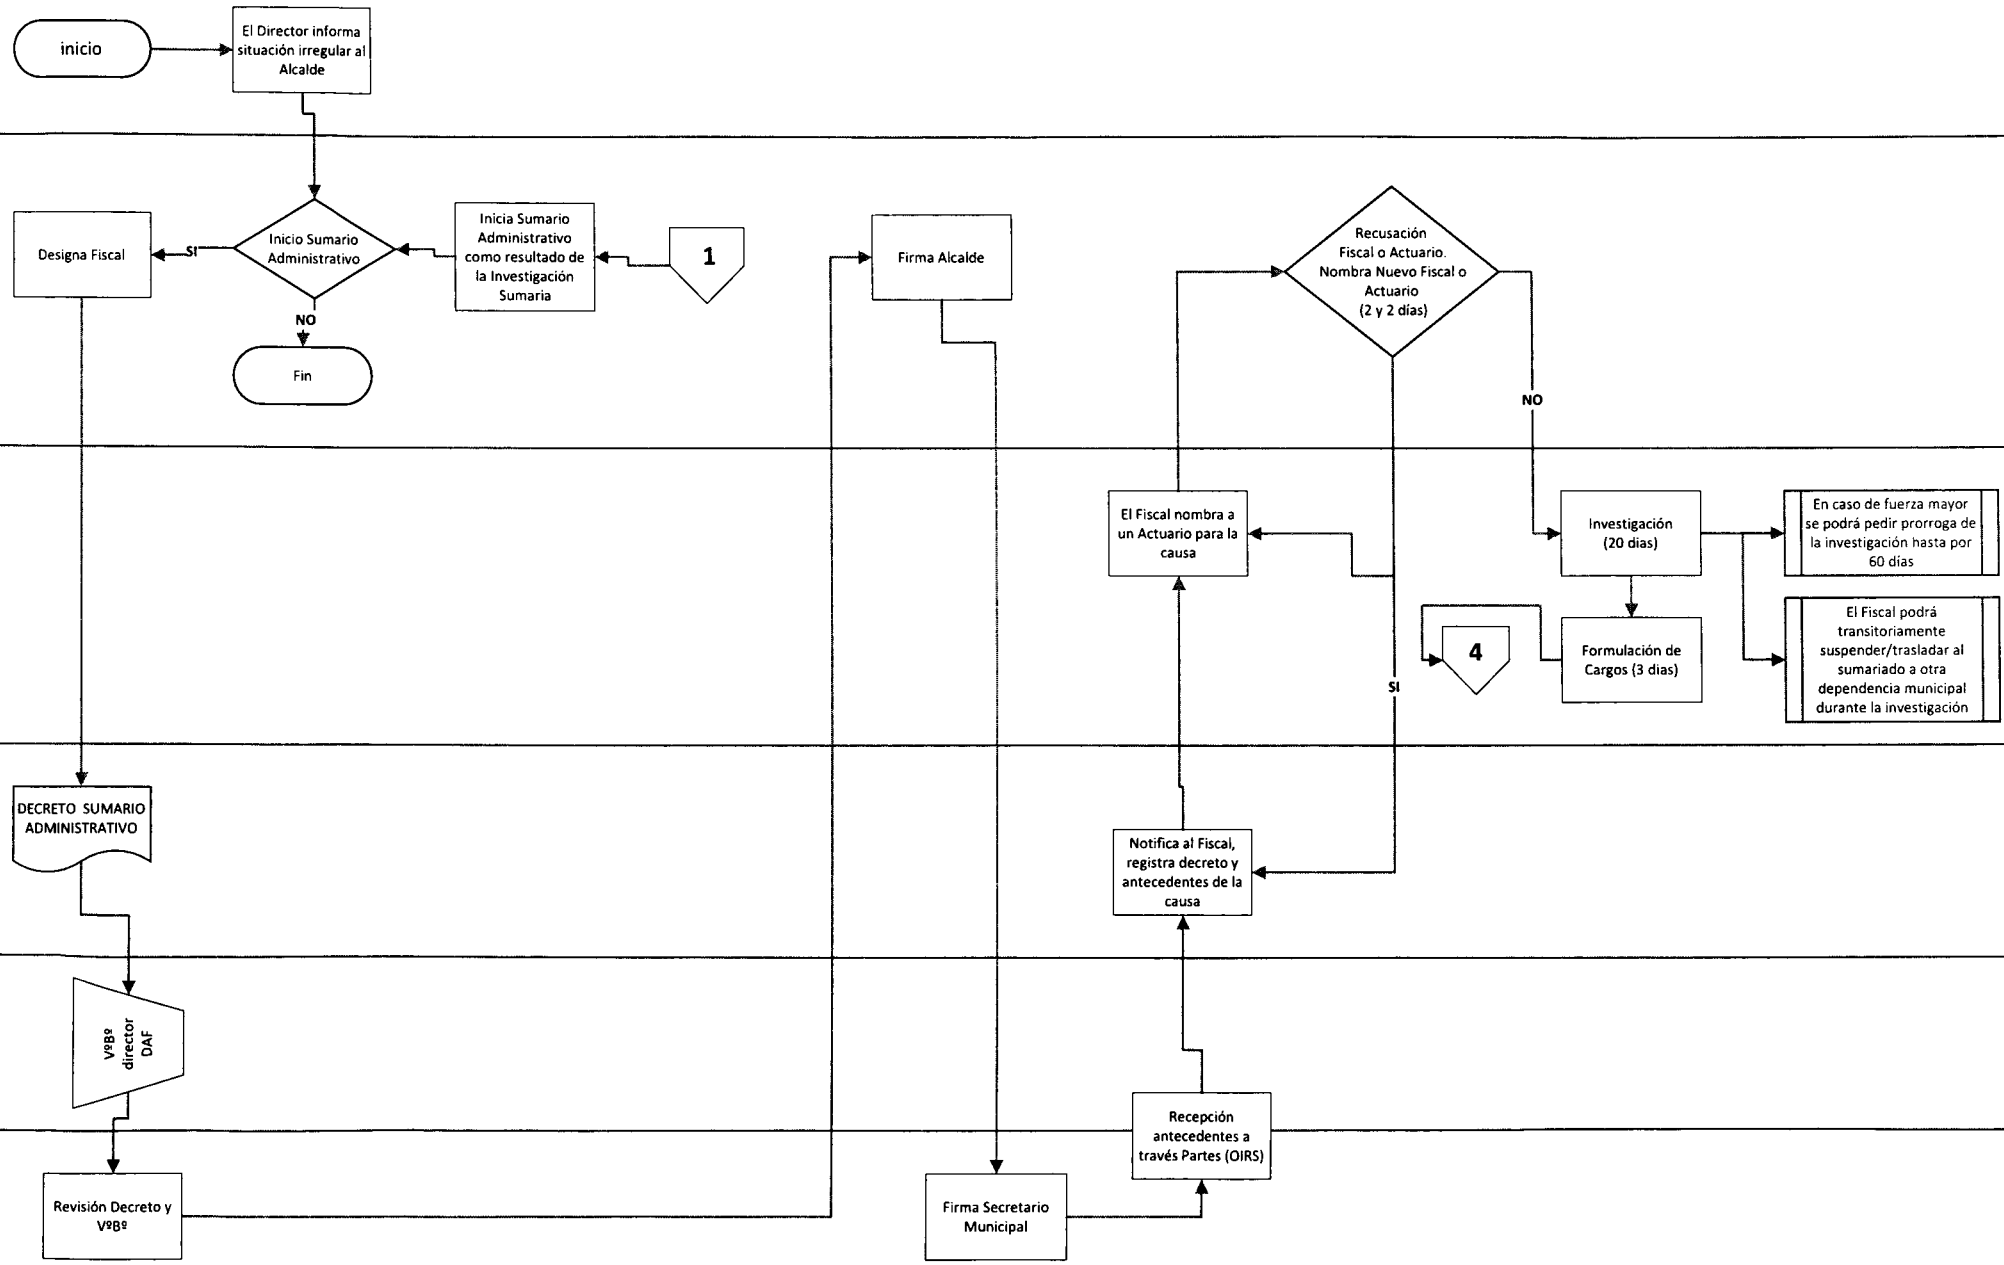 inicio
El Director informa
situación irregular al
Alcalde
Designa Fiscal
SI
Inicio Sumario
Administrativo
NO
Fin
Inicia Sumario
Administrativo
como resultado de
la Investigación
Sumaria
1
Firma Alcalde
Recusación
Fiscal o Actuario.
Nombra Nuevo Fiscal o
Actuario
(2 y 2 días)
NO
El Fiscal nombra a
un Actuario para la
causa
Investigación
(20 dias)
En caso de fuerza mayor
se podrá pedir prorroga de
la investigación hasta por
60 días
4
Formulación de
Cargos (3 dias)
El Fiscal podrá
transitoriamente
suspender/trasladar al
sumariado a otra
dependencia municipal
durante la investigación
SI
DECRETO SUMARIO
ADMINISTRATIVO
Notifica al Fiscal,
registra decreto y
antecedentes de la
causa
VºBº
director
DAF
Recepción
antecedentes a
través Partes (OIRS)
Revisión Decreto y
VºBº
Firma Secretario
Municipal